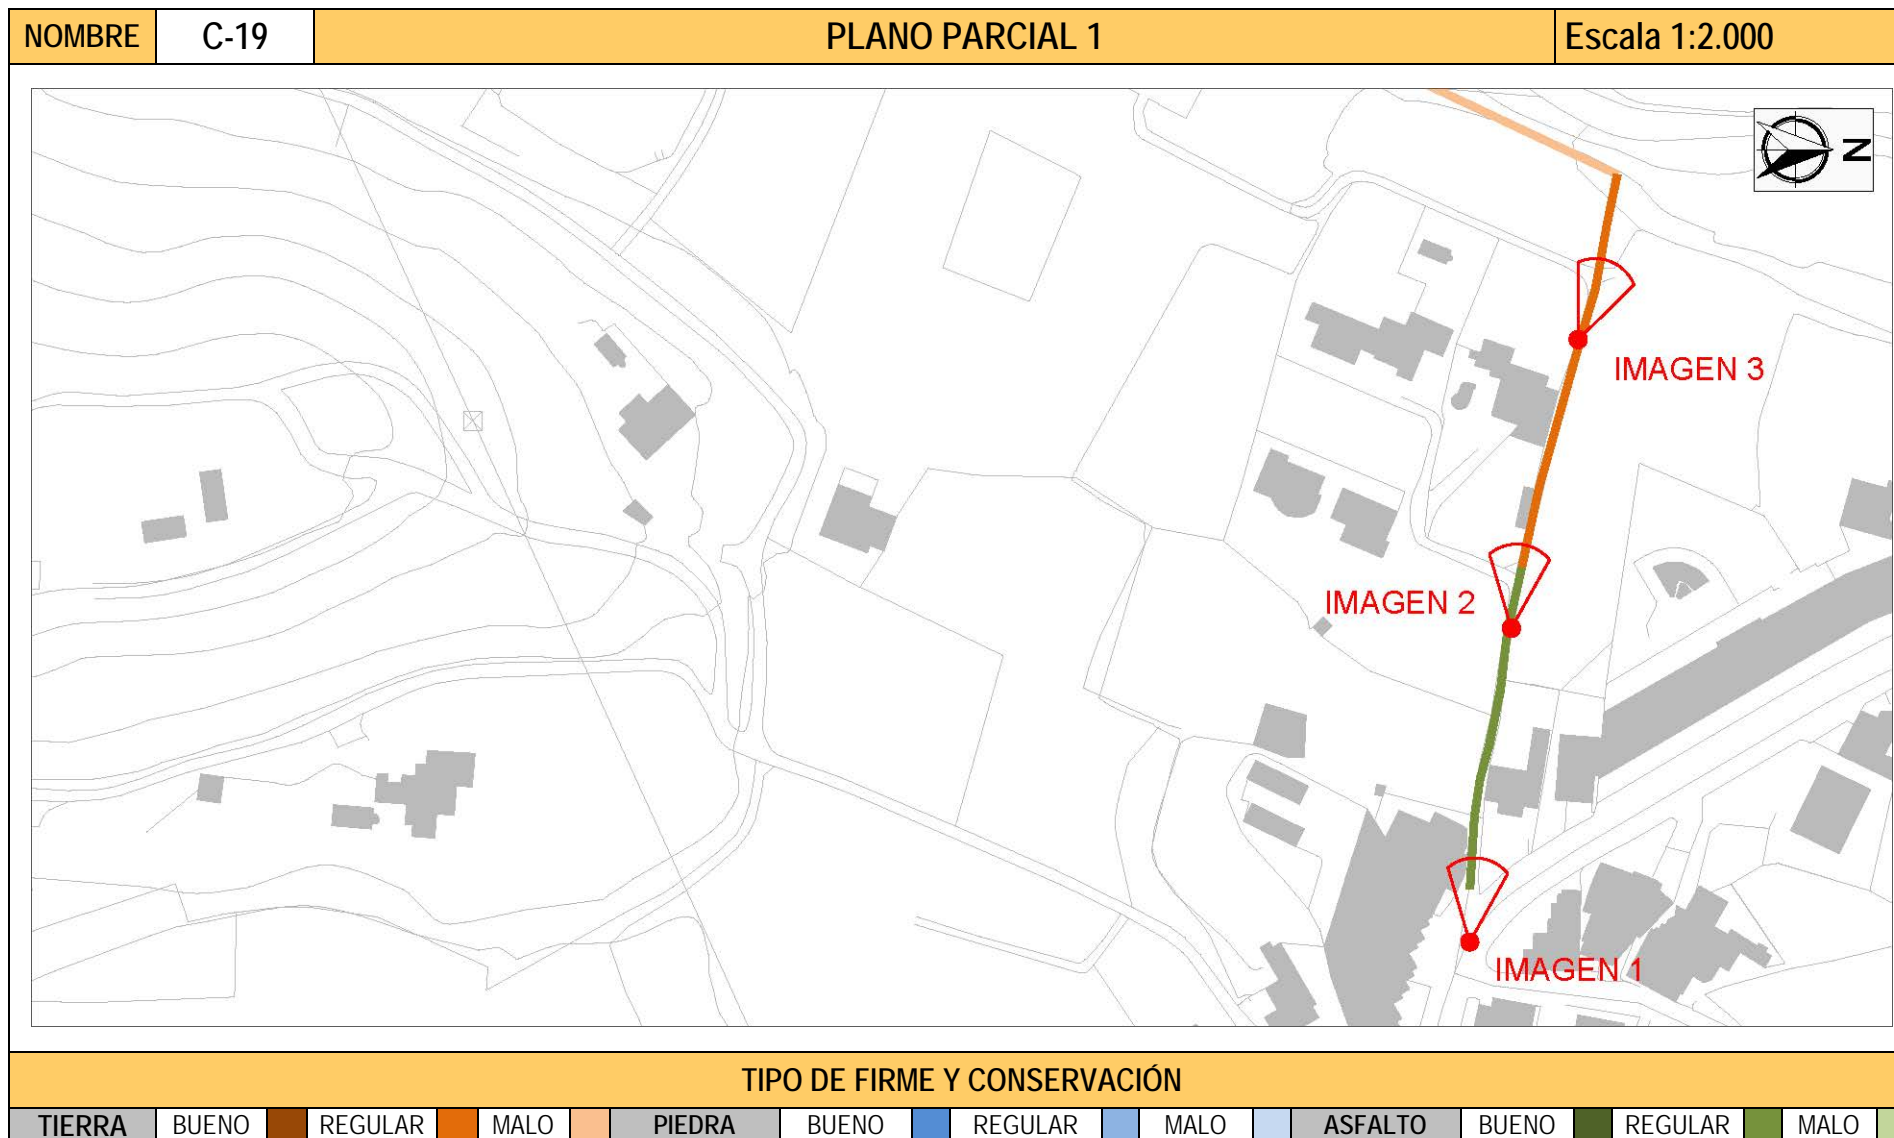 NOMBRE C-19 PLANO PARCIAL 1 Escala 1:2.000
N
IMAGEN 3
IMAGEN 2
IMAGEN 1
TIPO DE FIRME Y CONSERVACIÓN
TIERRA BUENO REGULAR MALO PIEDRA BUENO REGULAR MALO ASFALTO BUENO REGULAR MALO